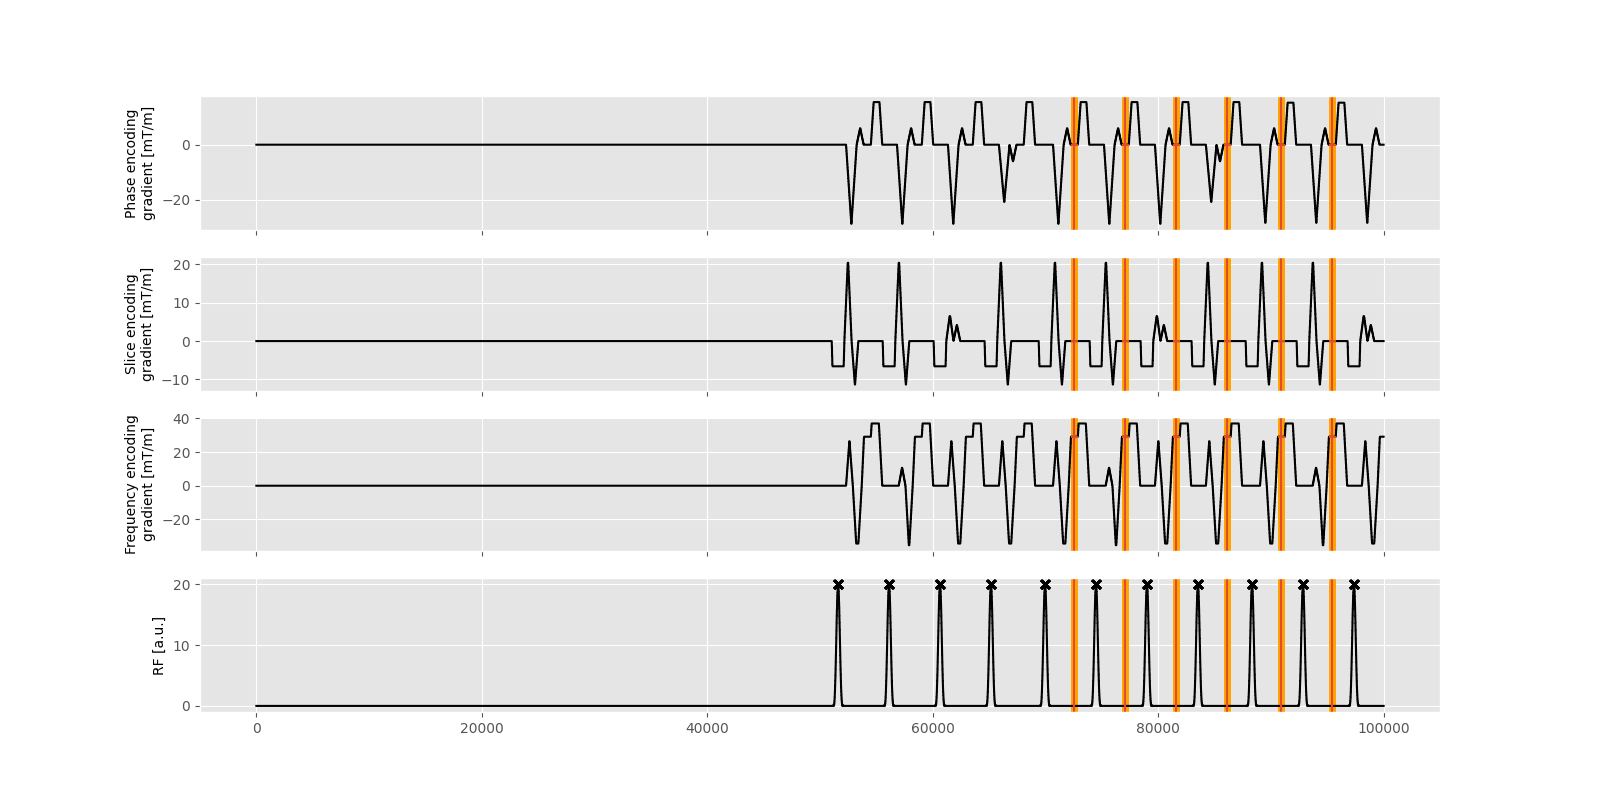 Phase encoding
gradient [mT/m]
0
−20
Slice encoding
gradient [mT/m]
20
10
0
−10
Frequency encoding
gradient [mT/m]
40
20
0
−20
RF [a.u.]
20
10
0
0 20000 40000 60000 80000 100000